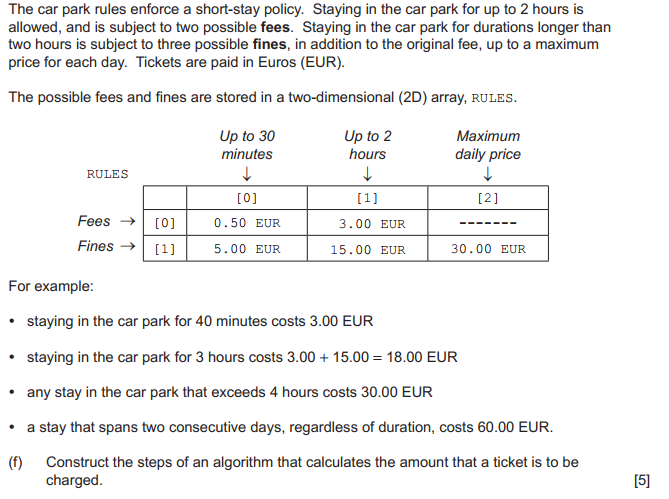 The car park rules enforce a short-stay policy. Staying in the car park for up to 2 hours is
allowed, and is subject to two possible fees. Staying in the car park for durations longer than
two hours is subject to three possible fines, in addition to the original fee, up to a maximum
price for each day. Tickets are paid in Euros (EUR).
The possible fees and fines are stored in a two-dimensional (2D) array, RULES.
Up to 30 Up to 2 Maximum
minutes hours daily price
RULES ↓ ↓ ↓
[0] [1] [2]
Fees → [0] 0.50 EUR 3.00 EUR -------
Fines → [1] 5.00 EUR 15.00 EUR 30.00 EUR
For example:
• staying in the car park for 40 minutes costs 3.00 EUR
• staying in the car park for 3 hours costs 3.00 + 15.00 = 18.00 EUR
• any stay in the car park that exceeds 4 hours costs 30.00 EUR
• a stay that spans two consecutive days, regardless of duration, costs 60.00 EUR.
(f) Construct the steps of an algorithm that calculates the amount that a ticket is to be
charged. [5]